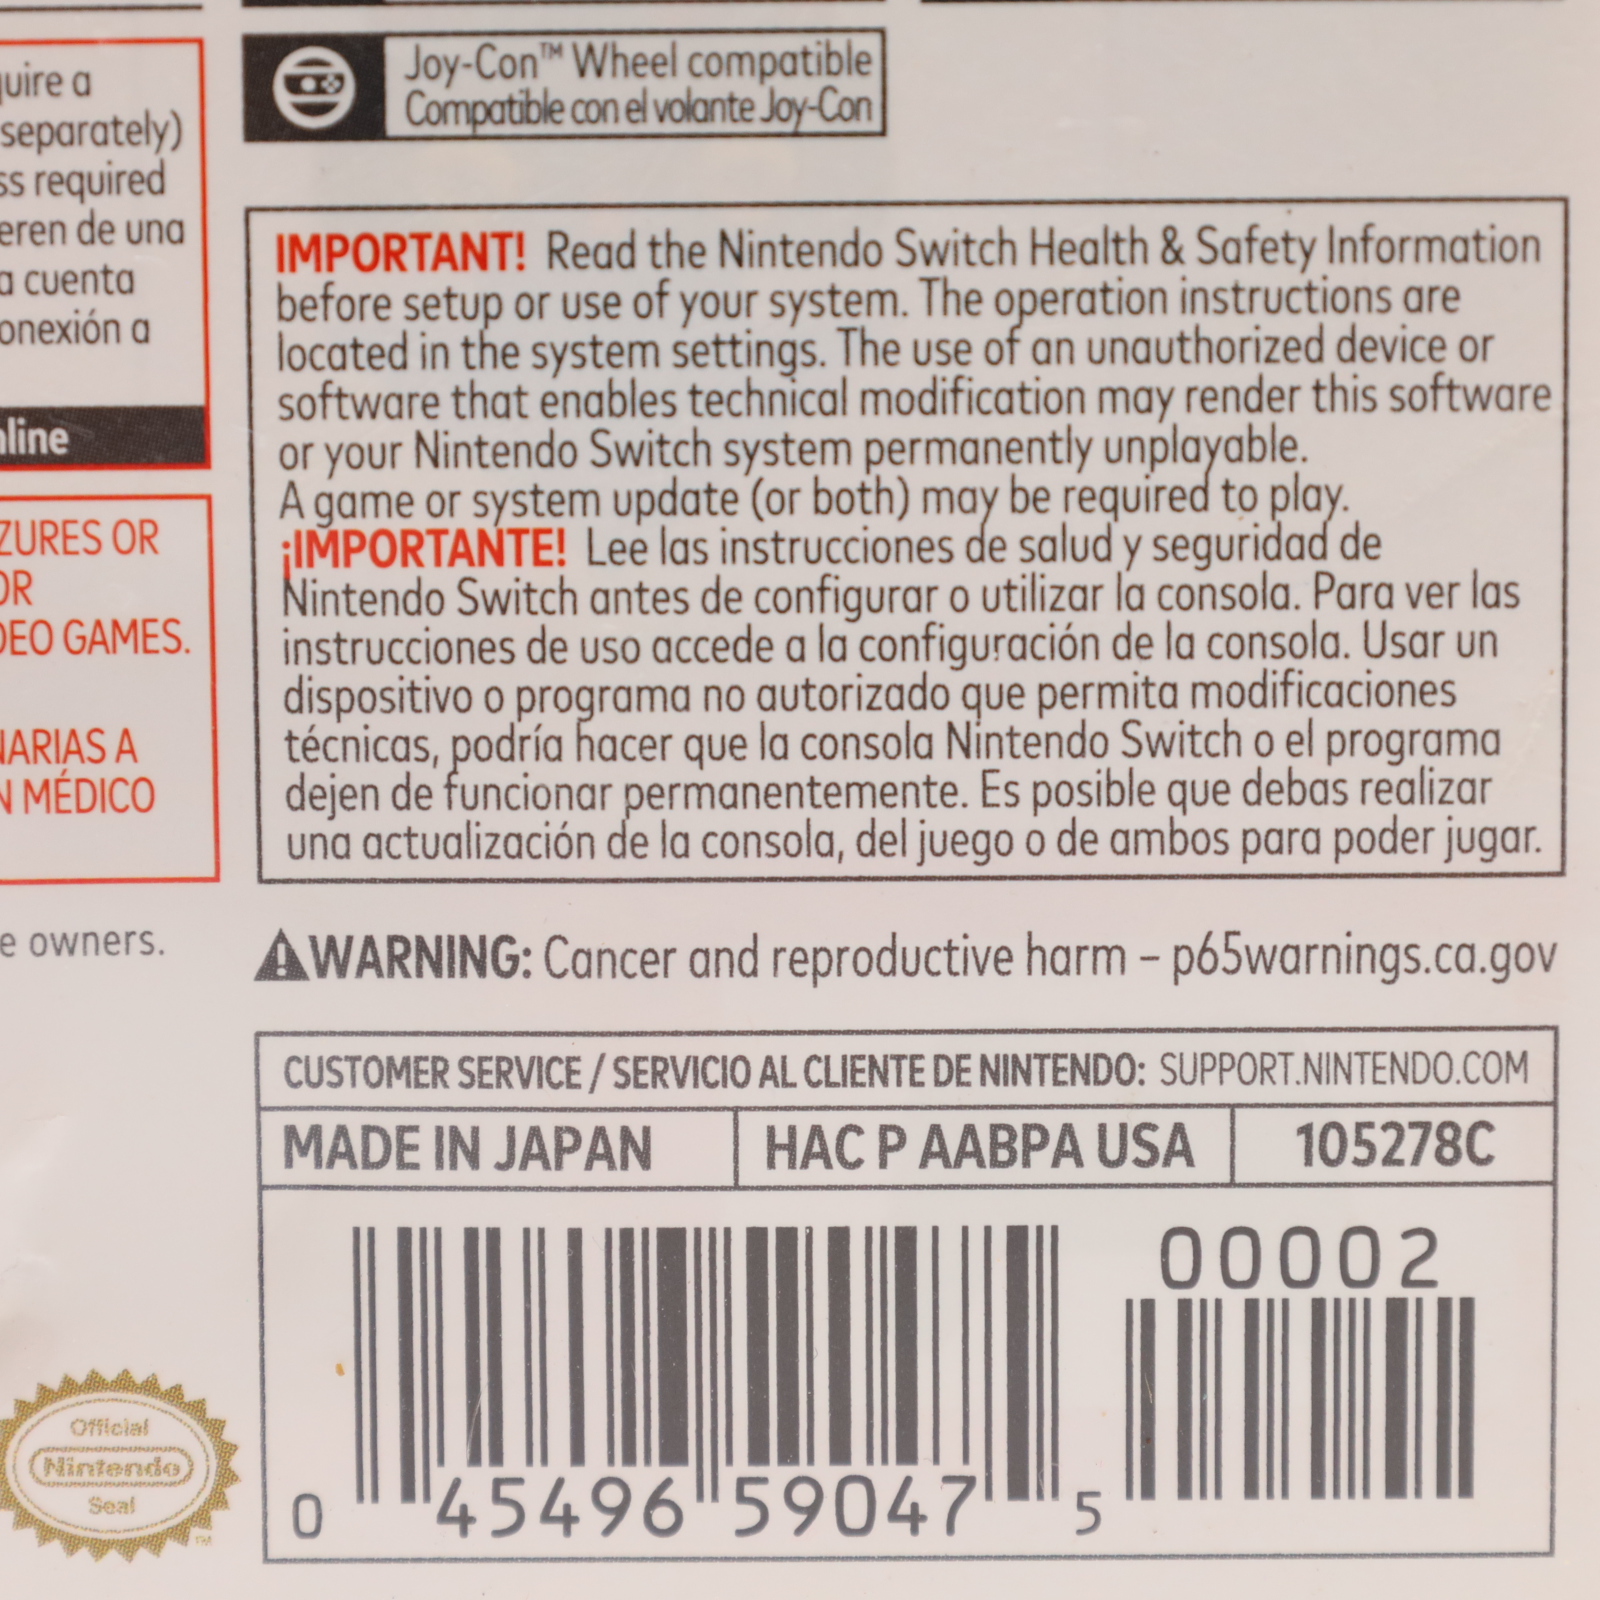 Joy-Con™ Wheel compatible
Compatible con el volante Joy-Con
quire a
separately)
ss required
eren de una
a cuenta
onexión a
nline
ZURES OR
OR
DEO GAMES.
NARIAS A
N MÉDICO
e owners.
IMPORTANT! Read the Nintendo Switch Health & Safety Information
before setup or use of your system. The operation instructions are
located in the system settings. The use of an unauthorized device or
software that enables technical modification may render this software
or your Nintendo Switch system permanently unplayable.
A game or system update (or both) may be required to play.
¡IMPORTANTE! Lee las instrucciones de salud y seguridad de
Nintendo Switch antes de configurar o utilizar la consola. Para ver las
instrucciones de uso accede a la configuración de la consola. Usar un
dispositivo o programa no autorizado que permita modificaciones
técnicas, podría hacer que la consola Nintendo Switch o el programa
dejen de funcionar permanentemente. Es posible que debas realizar
una actualización de la consola, del juego o de ambos para poder jugar.
WARNING: Cancer and reproductive harm – p65warnings.ca.gov
CUSTOMER SERVICE / SERVICIO AL CLIENTE DE NINTENDO: SUPPORT.NINTENDO.COM
MADE IN JAPAN HAC P AABPA USA 105278C
00002
0 45496 59047 5
Official
Nintendo
Seal
™